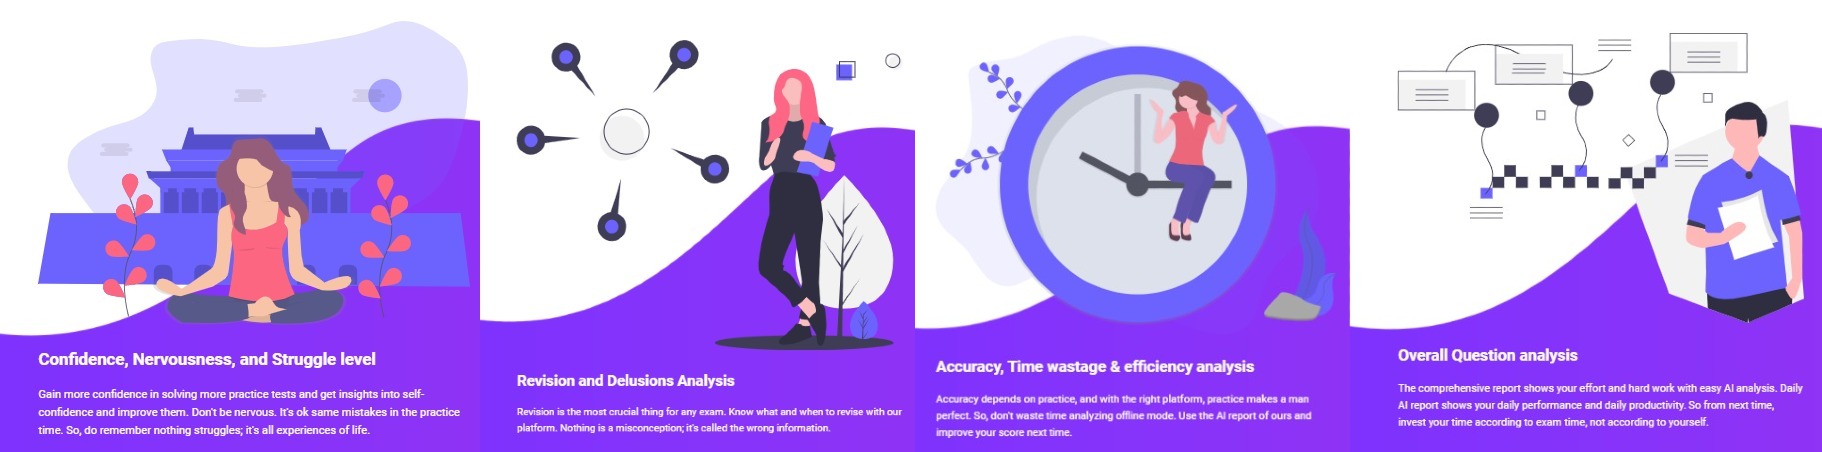 Confidence, Nervousness, and Struggle level
Gain more confidence in solving more practice tests and get insights into self-
confidence and improve them. Don't be nervous. It's ok same mistakes in the practice
time. So, do remember nothing struggles; it's all experiences of life.
Revision and Delusions Analysis
Revision is the most crucial thing for any exam. Know what and when to revise with our
platform. Nothing is a misconception; it's called the wrong information.
Accuracy, Time wastage & efficiency analysis
Accuracy depends on practice, and with the right platform, practice makes a man
perfect. So, don't waste time analyzing offline mode. Use the AI report of ours and
improve your score next time.
Overall Question analysis
The comprehensive report shows your effort and hard work with easy AI analysis. Daily
AI report shows your daily performance and daily productivity. So from next time,
invest your time according to exam time, not according to yourself.